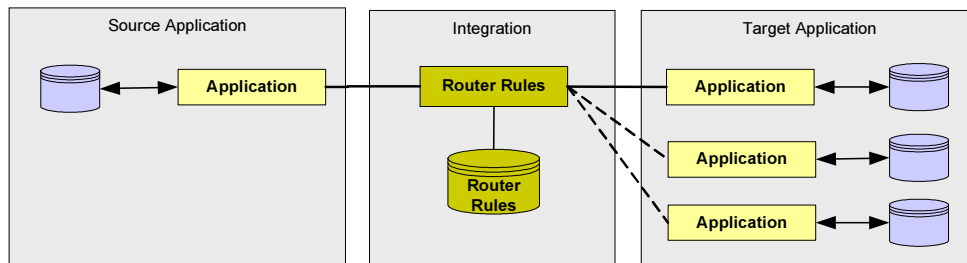 Source Application
Integration
Target Application
Application
Router Rules
Application
Application
Router
Rules
Application